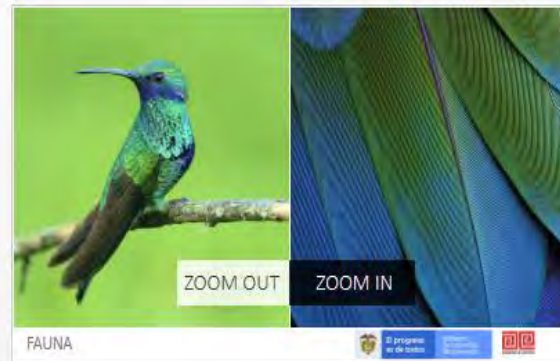 ZOOM OUT
ZOOM IN
FAUNA
El progreso
es de todos